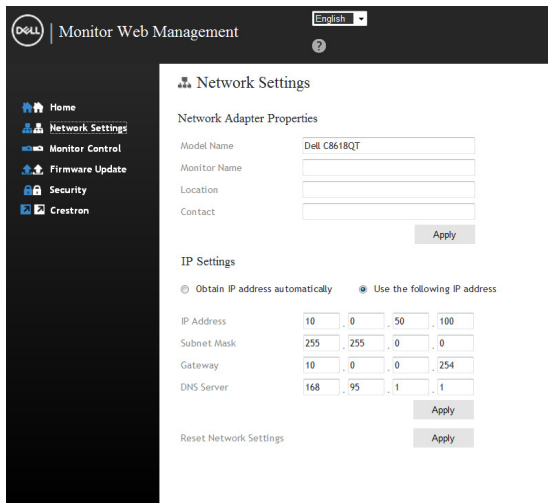 DELL | Monitor Web Management
English
?
Home
Network Settings
Monitor Control
Firmware Update
Security
Crestron
Network Settings
Network Adapter Properties
Model Name Dell C8618QT
Monitor Name
Location
Contact
Apply
IP Settings
Obtain IP address automatically Use the following IP address
IP Address 10 . 0 . 50 . 100
Subnet Mask 255 . 255 . 0 . 0
Gateway 10 . 0 . 0 . 254
DNS Server 168 . 95 . 1 . 1
Apply
Reset Network Settings Apply